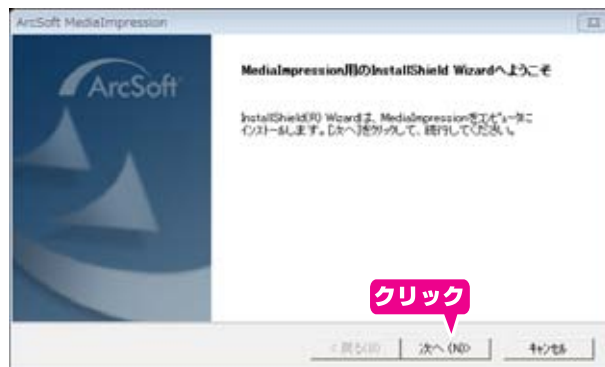 ArcSoft MediaImpression
ArcSoft
MediaImpression用のInstallShield Wizardへようこそ
InstallShield(R) Wizardは、MediaImpressionをｺﾝﾋﾟｭｰﾀに
ｲﾝｽﾄｰﾙします。[次へ]をｸﾘｯｸして、続行してください。
クリック
< 戻る(B) 次へ (N)> ｷｬﾝｾﾙ